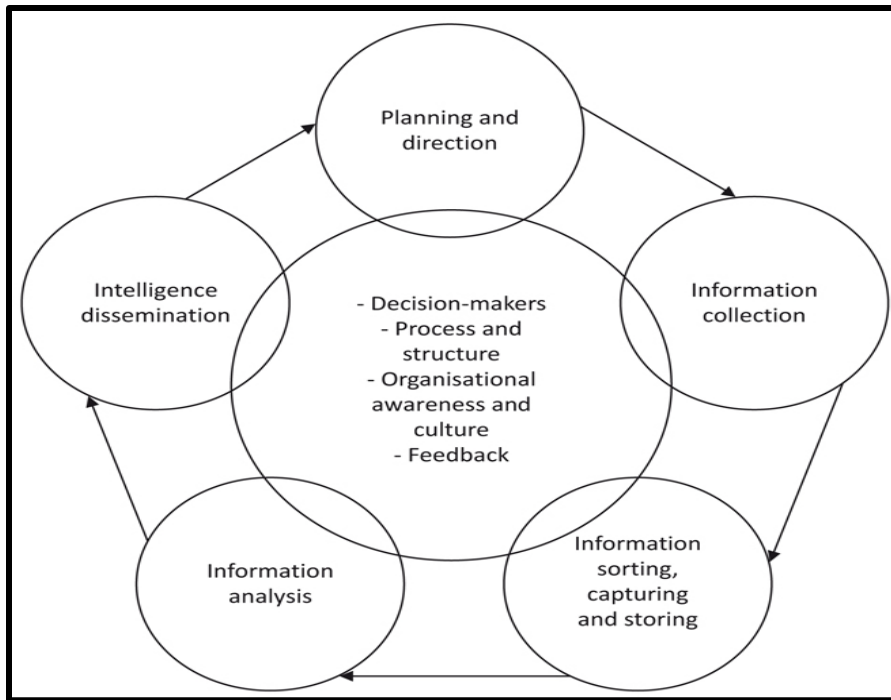 Planning and
direction
Information
collection
Information
sorting,
capturing
and storing
Information
analysis
Intelligence
dissemination
- Decision-makers
- Process and
structure
- Organisational
awareness and
culture
- Feedback